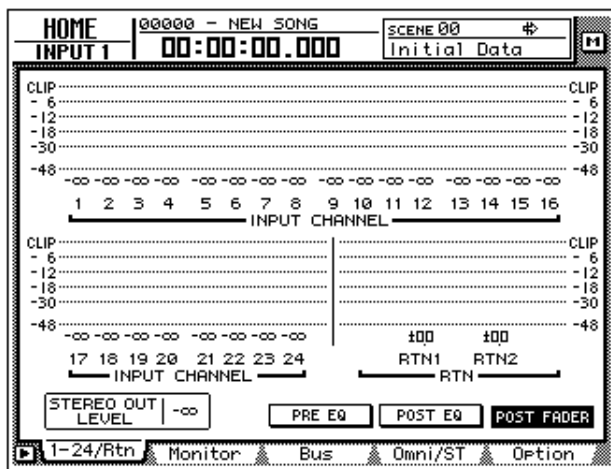 HOME
INPUT 1
00000 - NEW SONG
00:00:00.000
SCENE 00
Initial Data
M
CLIP CLIP
- 6 - 6
-12 -12
-18 -18
-30 -30
-48 -48
-∞ -∞ -∞ -∞ -∞ -∞ -∞ -∞ -∞ -∞ -∞ -∞ -∞ -∞ -∞ -∞
1 2 3 4 5 6 7 8 9 10 11 12 13 14 15 16
INPUT CHANNEL
CLIP CLIP
- 6 - 6
-12 -12
-18 -18
-30 -30
-48 -48
-∞ -∞ -∞ -∞ -∞ -∞ -∞ -∞
17 18 19 20 21 22 23 24 RTN1 RTN2
INPUT CHANNEL RTN
STEREO OUT LEVEL -∞
PRE EQ POST EQ POST FADER
1-24/Rtn Monitor Bus Omni/ST Option